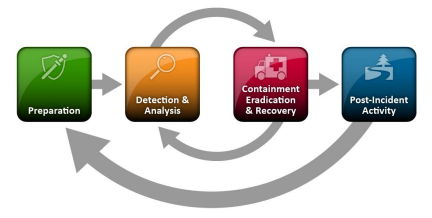 Preparation
Detection &
Analysis
Containment
Eradication
& Recovery
Post-Incident
Activity